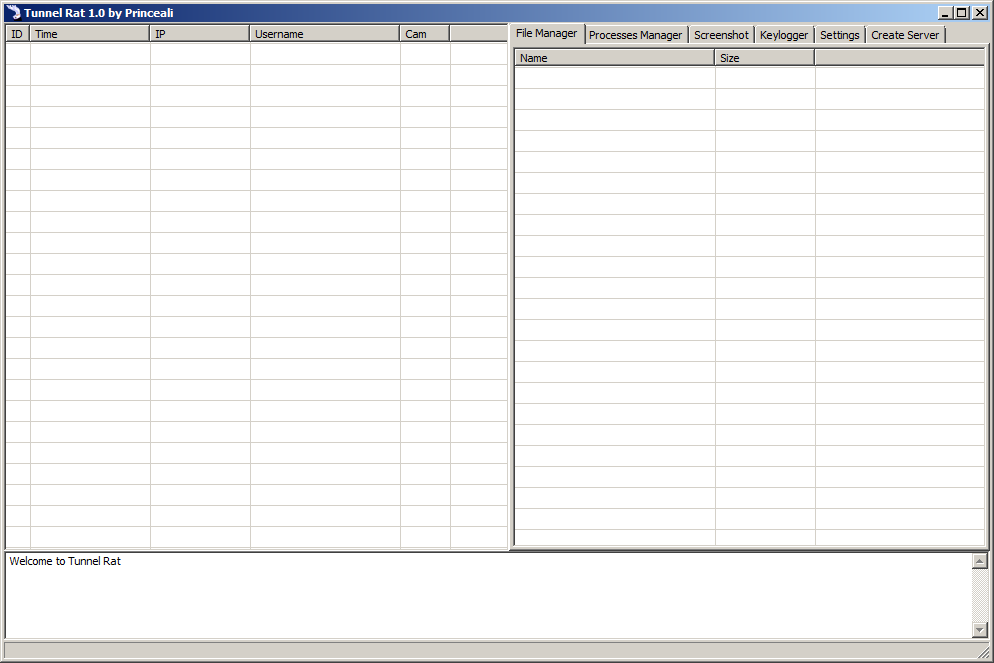 Tunnel Rat 1.0 by Princeali
ID Time IP Username Cam
File Manager Processes Manager Screenshot Keylogger Settings Create Server
Name Size
Welcome to Tunnel Rat